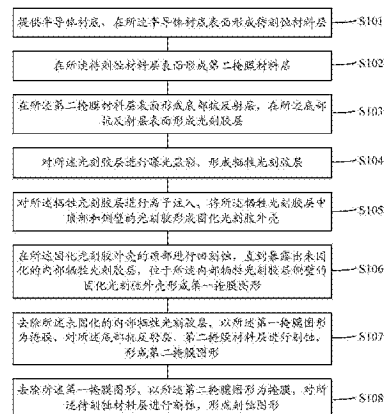 提供半导体衬底，在所述半导体衬底表面形成待刻蚀材料层
S101
在所述待刻蚀材料层表面形成第二掩膜材料层
S102
在所述第二掩膜材料层表面形成底部抗反射层，在所述底部
抗反射层表面形成光刻胶层
S103
对所述光刻胶层进行曝光显影，形成牺牲光刻胶层
S104
对所述牺牲光刻胶层进行离子注入，将所述牺牲光刻胶层中
顶部和侧壁的光刻胶形成固化光刻胶外壳
S105
在所述固化光刻胶外壳的顶部进行回刻蚀，直到暴露出未固
化的内部牺牲光刻胶层，位于所述内部牺牲光刻胶层侧壁的
固化光刻胶外壳形成第一掩膜图形
S106
去除所述未固化的内部牺牲光刻胶层，以所述第一掩膜图形
为掩膜，对所述底部抗反射层、第二掩膜材料层进行刻蚀，
形成第二掩膜图形
S107
去除所述第一掩膜图形，以所述第二掩膜图形为掩膜，对所
述待刻蚀材料层进行刻蚀，形成刻蚀图形
S108